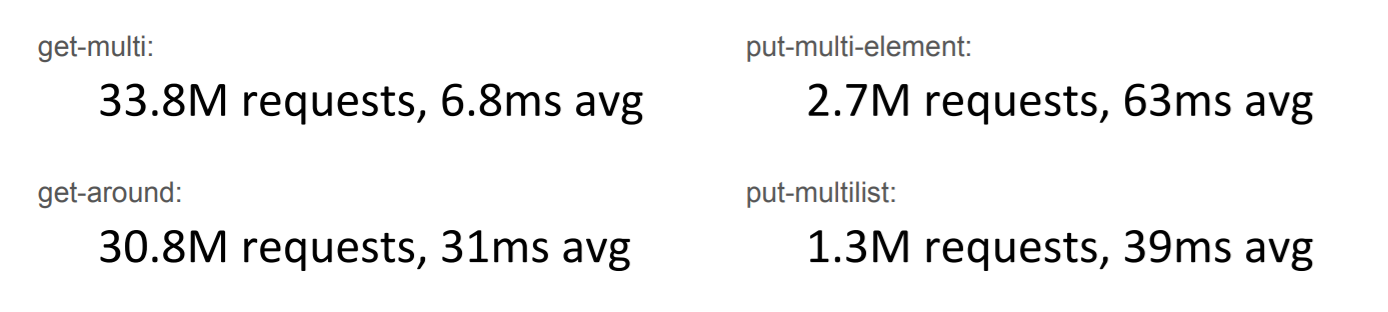 get-multi:
33.8M requests, 6.8ms avg
get-around:
30.8M requests, 31ms avg
put-multi-element:
2.7M requests, 63ms avg
put-multilist:
1.3M requests, 39ms avg